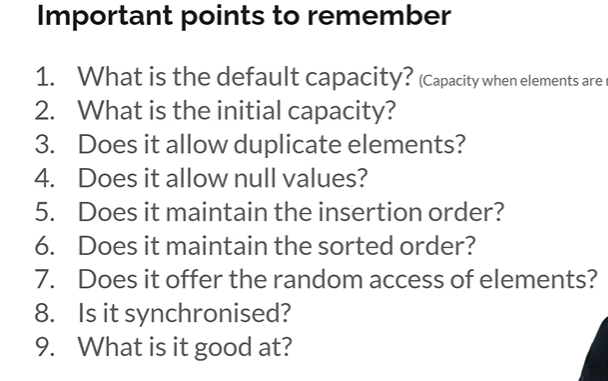 Important points to remember
1. What is the default capacity? (Capacity when elements are
2. What is the initial capacity?
3. Does it allow duplicate elements?
4. Does it allow null values?
5. Does it maintain the insertion order?
6. Does it maintain the sorted order?
7. Does it offer the random access of elements?
8. Is it synchronised?
9. What is it good at?